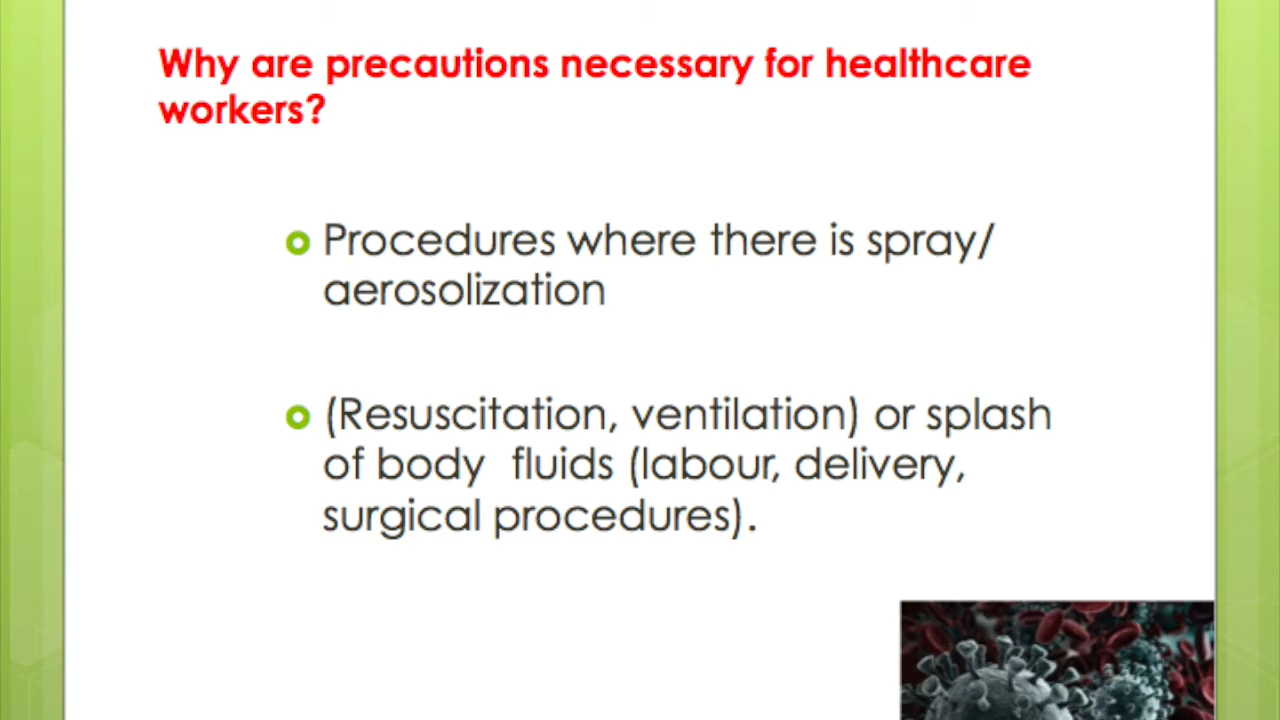 Why are precautions necessary for healthcare
workers?
Procedures where there is spray/
aerosolization
(Resuscitation, ventilation) or splash
of body  fluids (labour, delivery,
surgical procedures).